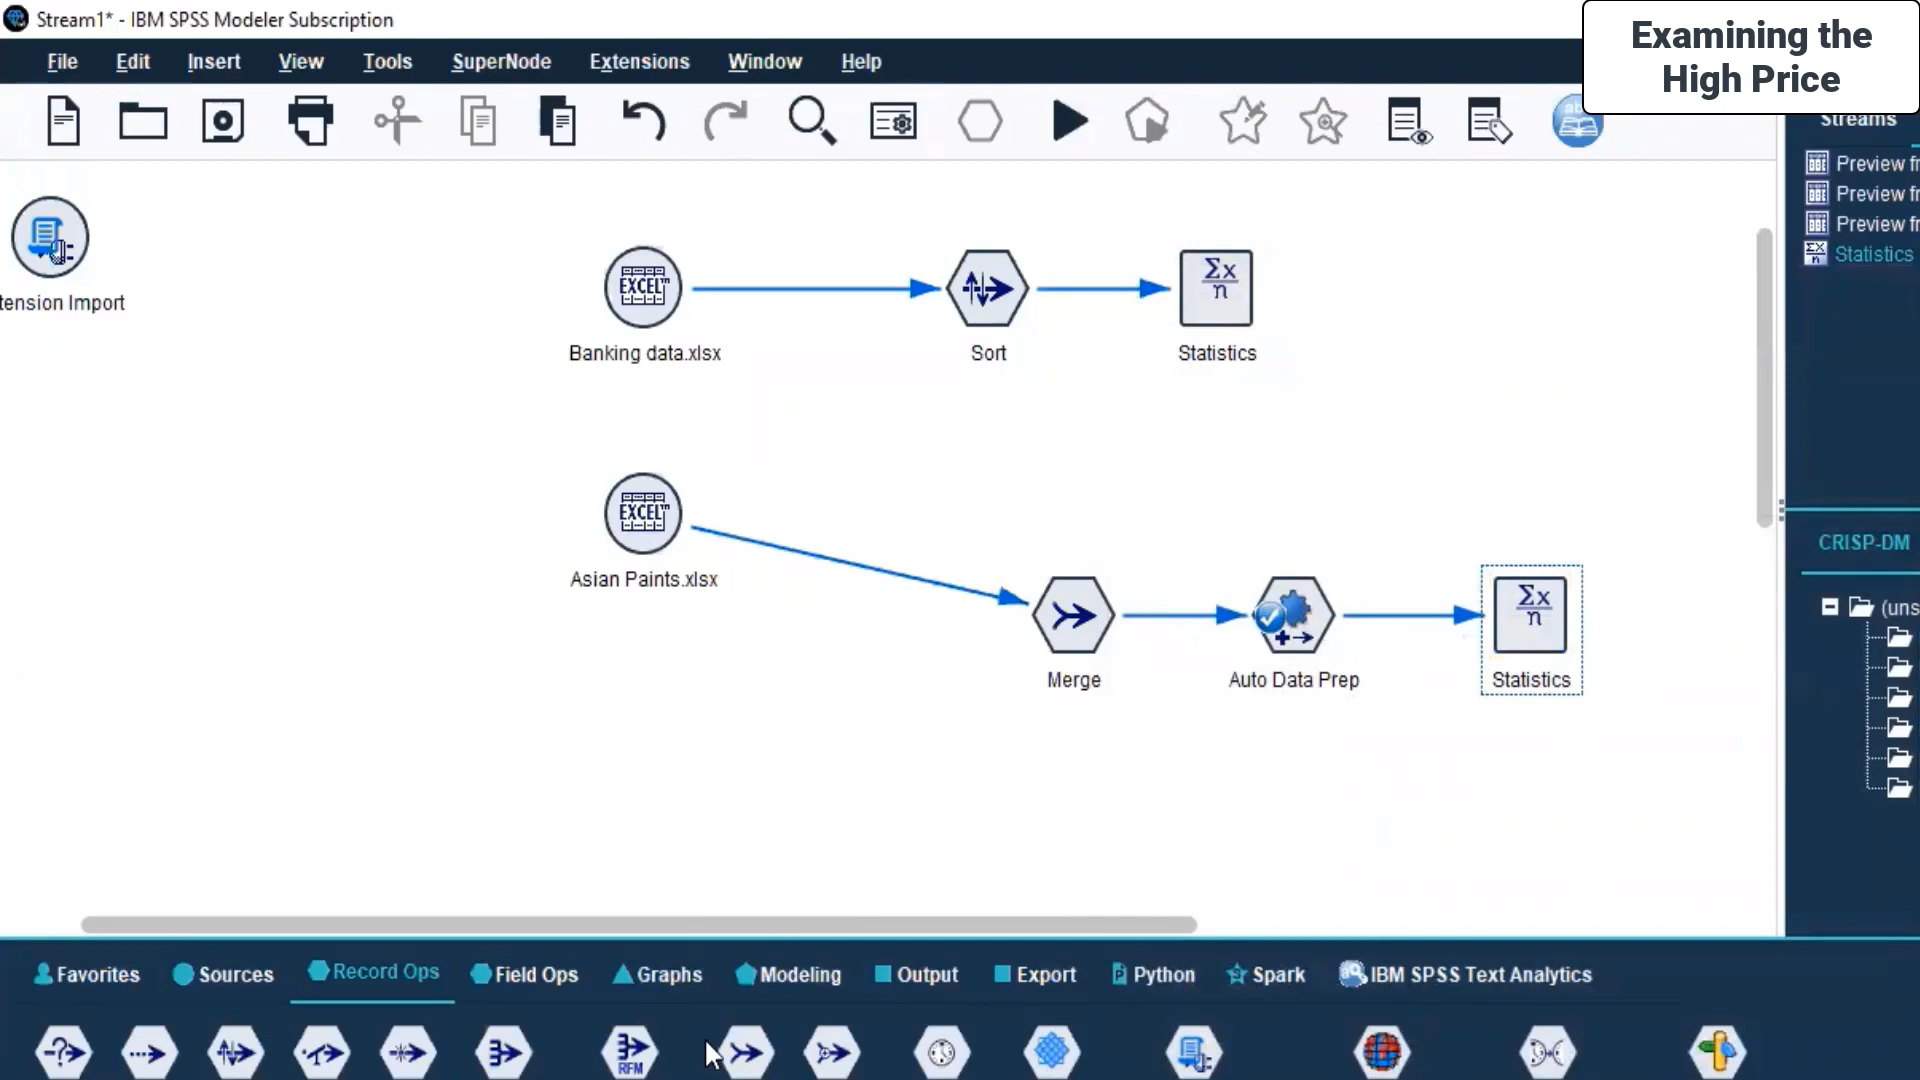 Stream1* - IBM SPSS Modeler Subscription
Examining the
High Price
File Edit Insert View Tools SuperNode Extensions Window Help
Streams
Preview fr
Preview fr
Preview fr
Statistics
tension Import
EXCEL
Banking data.xlsx
Sort
Σx
n
Statistics
EXCEL
Asian Paints.xlsx
Merge
Auto Data Prep
Σx
n
Statistics
CRISP-DM
(uns
Favorites Sources Record Ops Field Ops Graphs Modeling Output Export Python Spark IBM SPSS Text Analytics
RFM